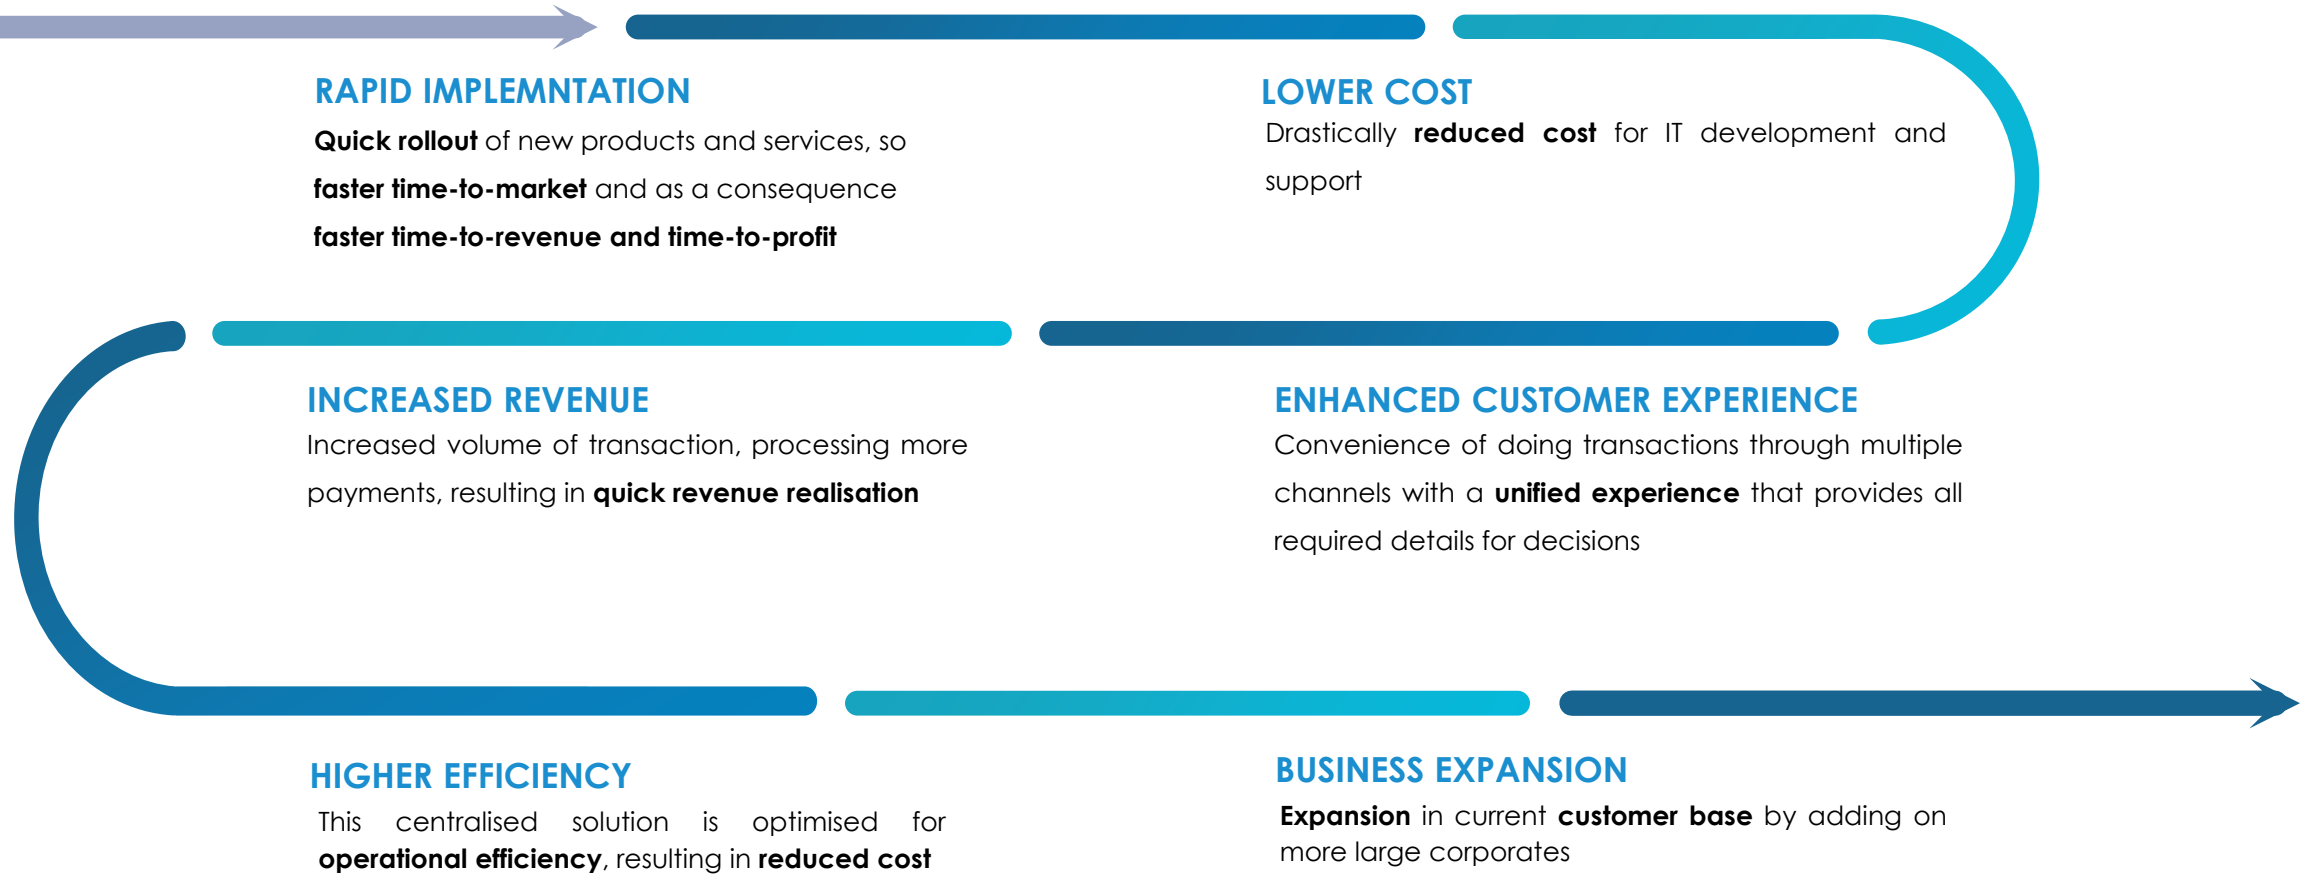 RAPID IMPLEMNTATION
Quick rollout of new products and services, so
faster time-to-market and as a consequence
faster time-to-revenue and time-to-profit
LOWER COST
Drastically reduced cost for IT development and
support
INCREASED REVENUE
Increased volume of transaction, processing more
payments, resulting in quick revenue realisation
ENHANCED CUSTOMER EXPERIENCE
Convenience of doing transactions through multiple
channels with a unified experience that provides all
required details for decisions
HIGHER EFFICIENCY
This centralised solution is optimised for
operational efficiency, resulting in reduced cost
BUSINESS EXPANSION
Expansion in current customer base by adding on
more large corporates